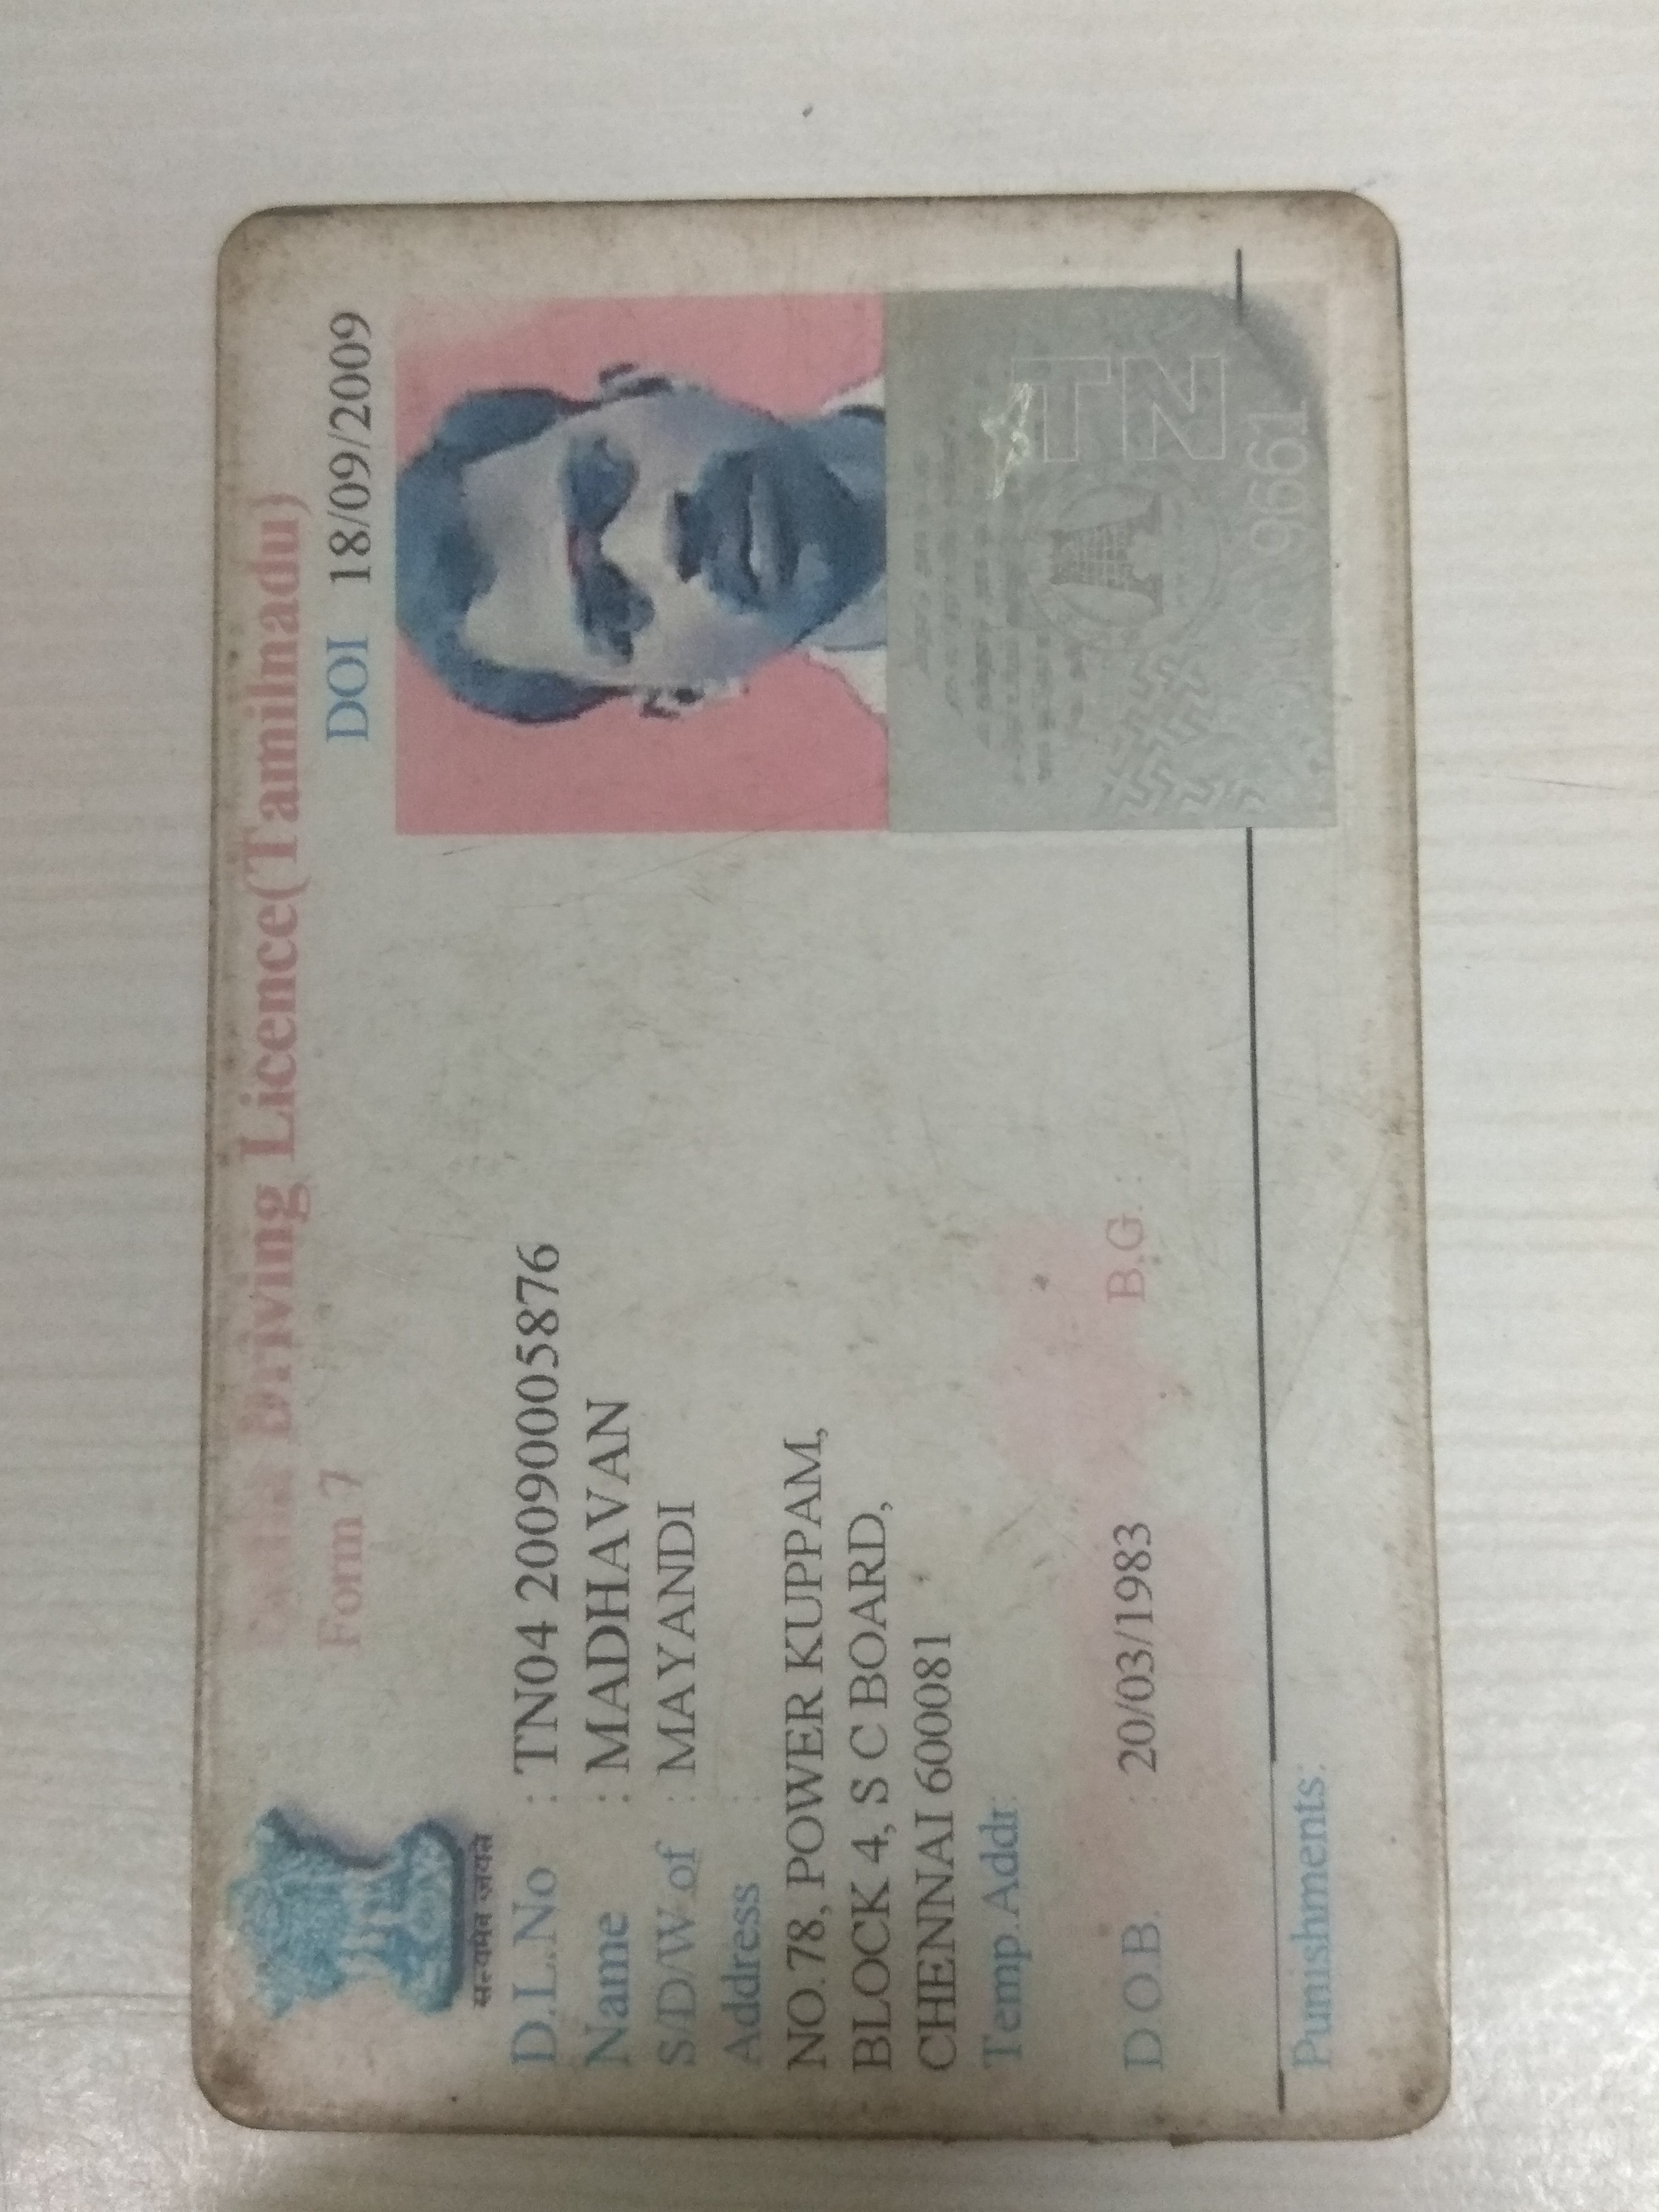 Driving Licence(Tamilnadu)
Form 7
DOI 18/09/2009
सत्यमेव जयते
D.L.No : TN04 20090005876
Name : MADHAVAN
S/D/W.of : MAYANDI
Address :
NO.78, POWER KUPPAM,
BLOCK 4, S C BOARD,
CHENNAI 600081
Temp.Addr:
D.O.B. : 20/03/1983 B.G. :
Punishments:
TN